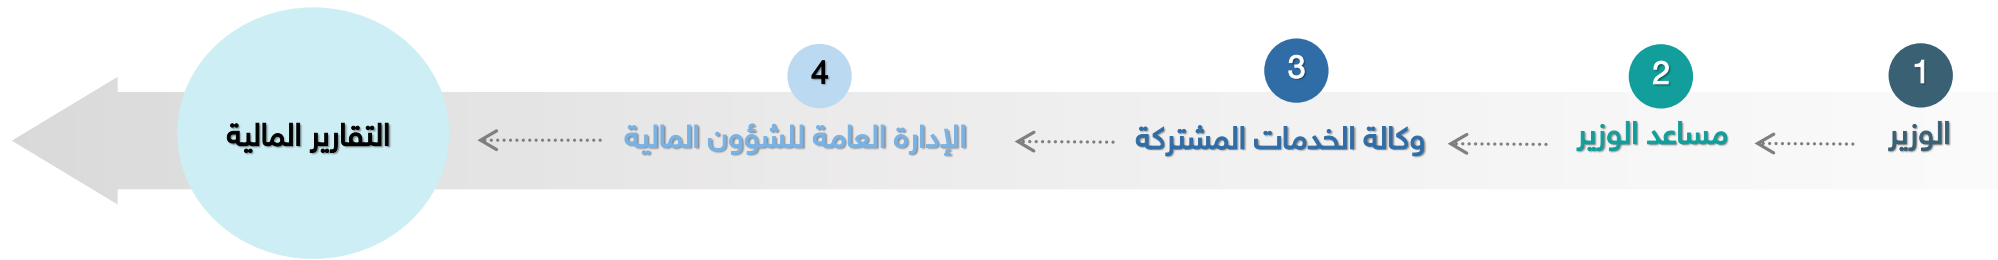 1
الوزير
2
مساعد الوزير
3
وكالة الخدمات المشتركة
4
الإدارة العامة للشؤون المالية
التقارير المالية